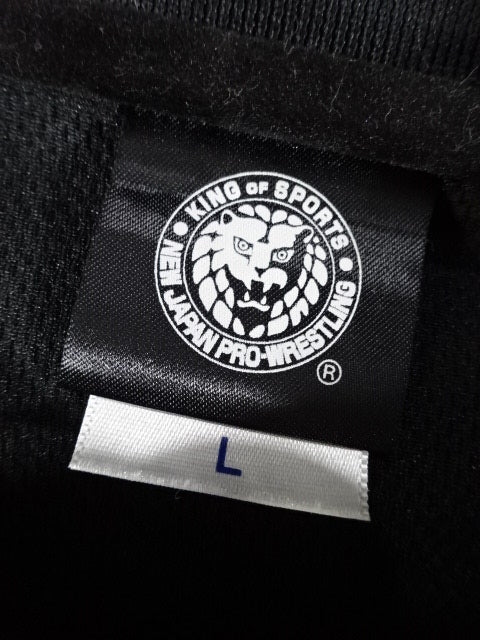 • KING OF SPORTS •
NEW JAPAN PRO-WRESTLING
®
L